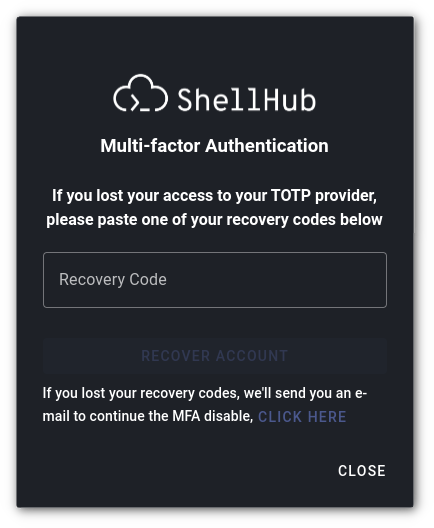 ShellHub
Multi-factor Authentication
If you lost your access to your TOTP provider,
please paste one of your recovery codes below
Recovery Code
RECOVER ACCOUNT
If you lost your recovery codes, we'll send you an e-
mail to continue the MFA disable, CLICK HERE
CLOSE